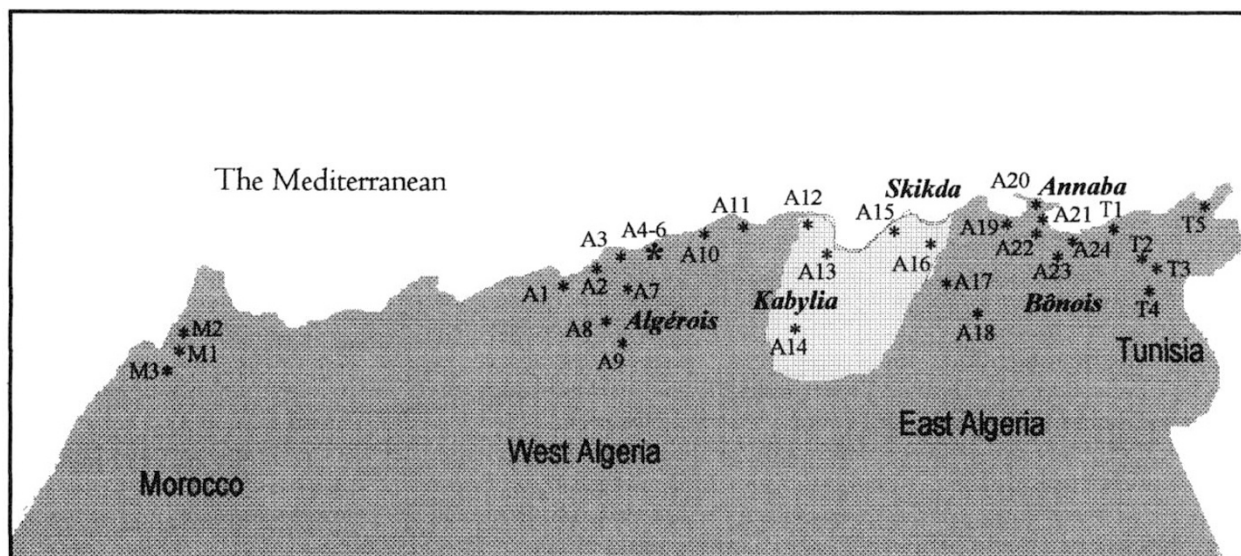 The Mediterranean
Skikda
A20
Annaba
A11
A12
A15
A21
T1
A3
A4-6
A19
T5
A10
A22
A24
T2
A13
A16
A23
T3
A1
A2
A7
Kabylia
A17
Bônois
T4
M2
A8
Algérois
A18
M1
A14
Tunisia
M3
A9
East Algeria
West Algeria
Morocco